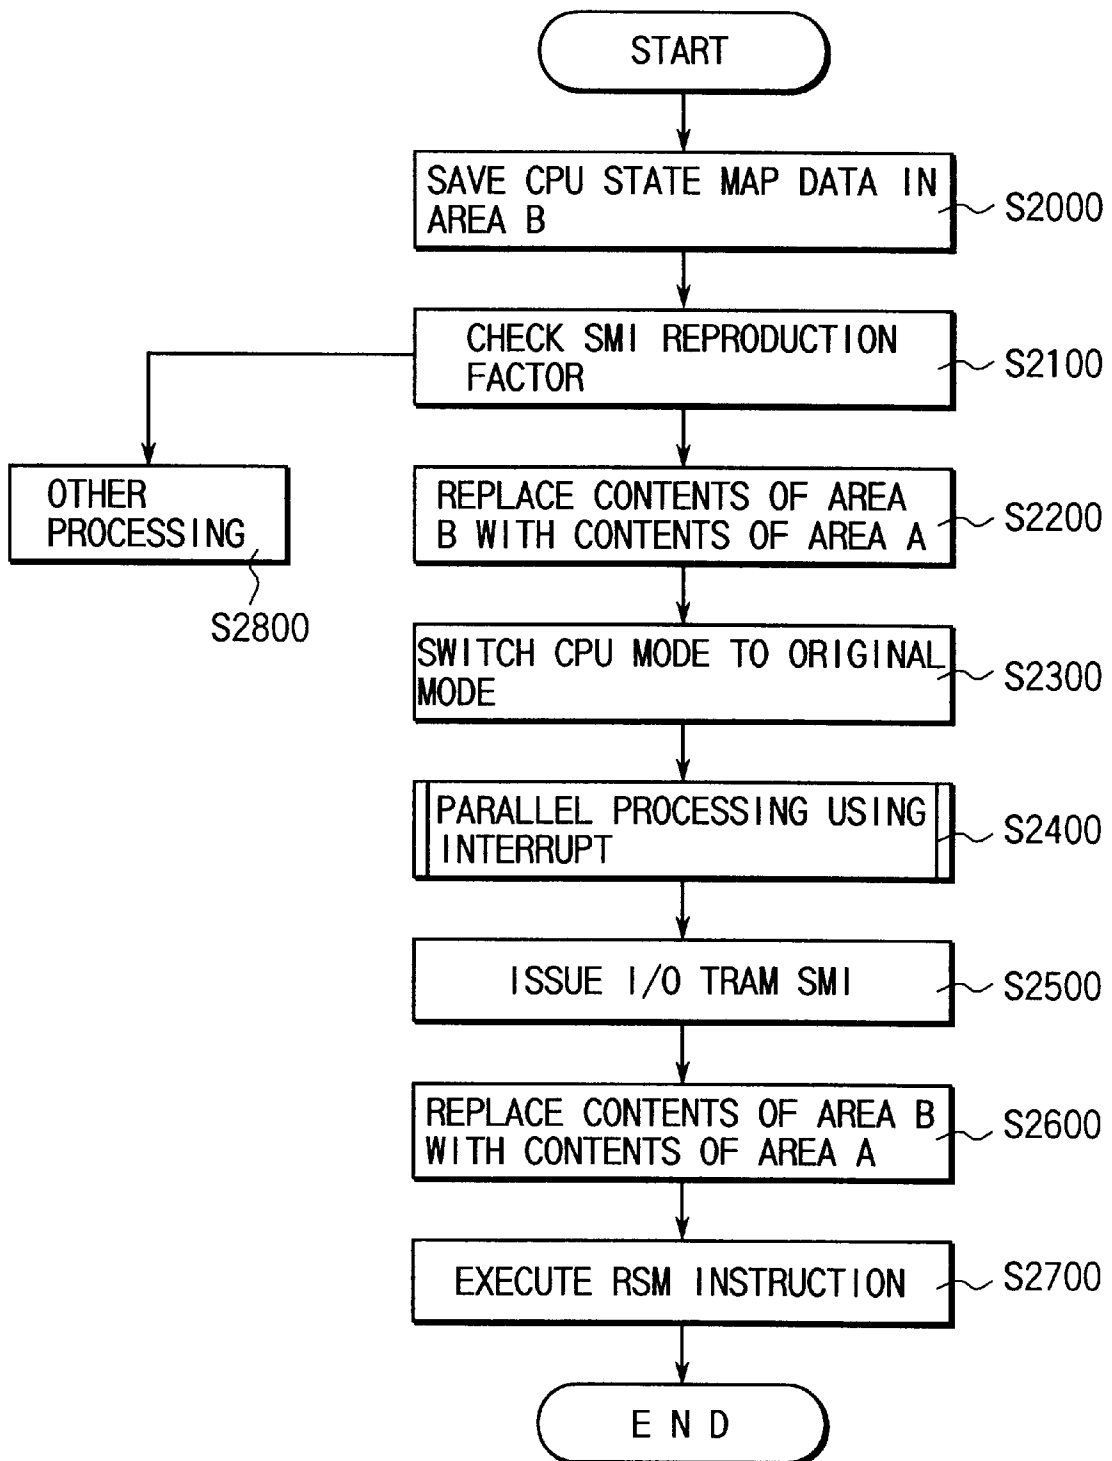 START
SAVE CPU STATE MAP DATA IN
AREA B
S2000
CHECK SMI REPRODUCTION
FACTOR
S2100
OTHER
PROCESSING
S2800
REPLACE CONTENTS OF AREA
B WITH CONTENTS OF AREA A
S2200
SWITCH CPU MODE TO ORIGINAL
MODE
S2300
PARALLEL PROCESSING USING
INTERRUPT
S2400
ISSUE I/O TRAM SMI
S2500
REPLACE CONTENTS OF AREA B
WITH CONTENTS OF AREA A
S2600
EXECUTE RSM INSTRUCTION
S2700
END